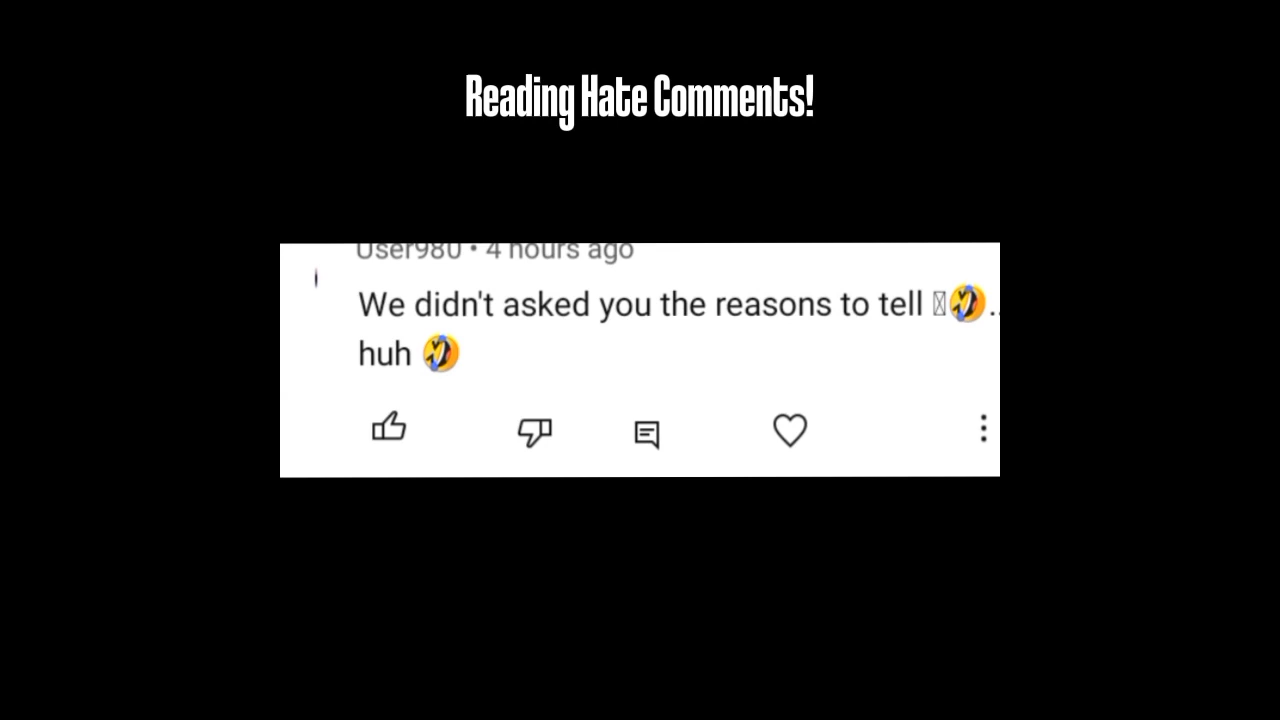 Reading Hate Comments!
User980 • 4 hours ago
We didn't asked you the reasons to tell 🤣..
huh 🤣